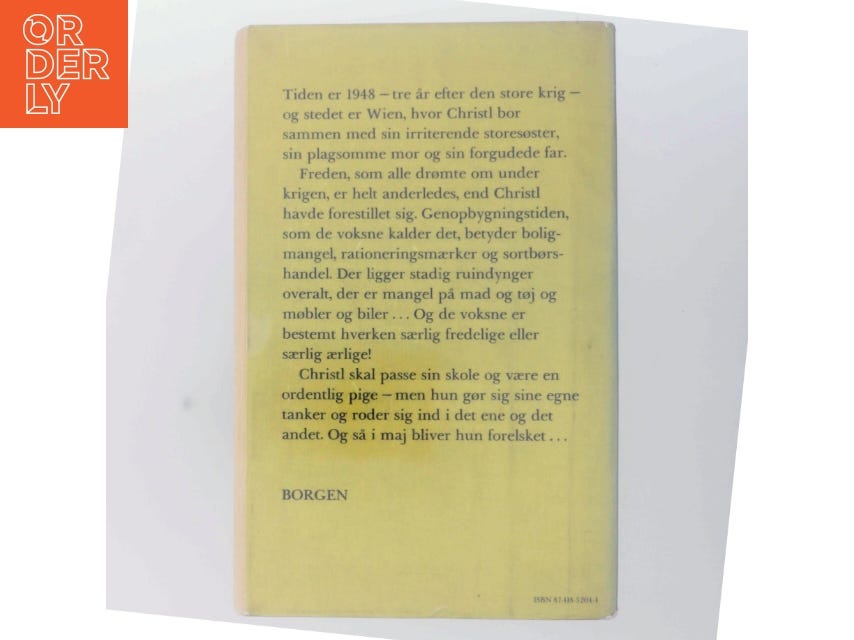 OR
DER
LY
Tiden er 1948 – tre år efter den store krig –
og stedet er Wien, hvor Christl bor
sammen med sin irriterende storesøster,
sin plagsomme mor og sin forgudede far.
Freden, som alle drømte om under
krigen, er helt anderledes, end Christl
havde forestillet sig. Genopbygningstiden,
som de voksne kalder det, betyder bolig-
mangel, rationeringsmærker og sortbørs-
handel. Der ligger stadig ruindynger
overalt, der er mangel på mad og tøj og
møbler og biler . . . Og de voksne er
bestemt hverken særlig fredelige eller
særlig ærlige!
Christl skal passe sin skole og være en
ordentlig pige – men hun gør sig sine egne
tanker og roder sig ind i det ene og det
andet. Og så i maj bliver hun forelsket . . .
BORGEN
ISBN 87-418-5204-4